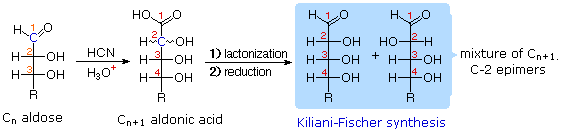 H 1 O
C
2 OH
3 OH
R
Cₙ aldose
HCN
H₃O⁺
HO 1 O
2
H C OH
3 OH
4 OH
R
Cₙ₊₁ aldonic acid
1) lactonization
2) reduction
H 1 O
2 OH
3 OH
4 OH
R
+
H 1 O
2
HO H
3 OH
4 OH
R
Kiliani-Fischer synthesis
mixture of Cₙ₊₁.
C-2 epimers